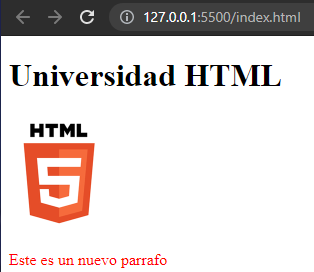 127.0.0.1:5500/index.html
Universidad HTML
HTML
5
Este es un nuevo parrafo